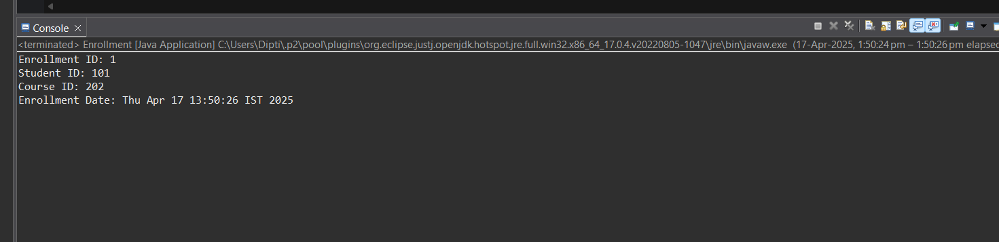 Console
<terminated> Enrollment [Java Application] C:\Users\Dipti\.p2\pool\plugins\org.eclipse.justj.openjdk.hotspot.jre.full.win32.x86_64_17.0.4.v20220805-1047\jre\bin\javaw.exe (17-Apr-2025, 1:50:24 pm – 1:50:26 pm elapsed
Enrollment ID: 1
Student ID: 101
Course ID: 202
Enrollment Date: Thu Apr 17 13:50:26 IST 2025